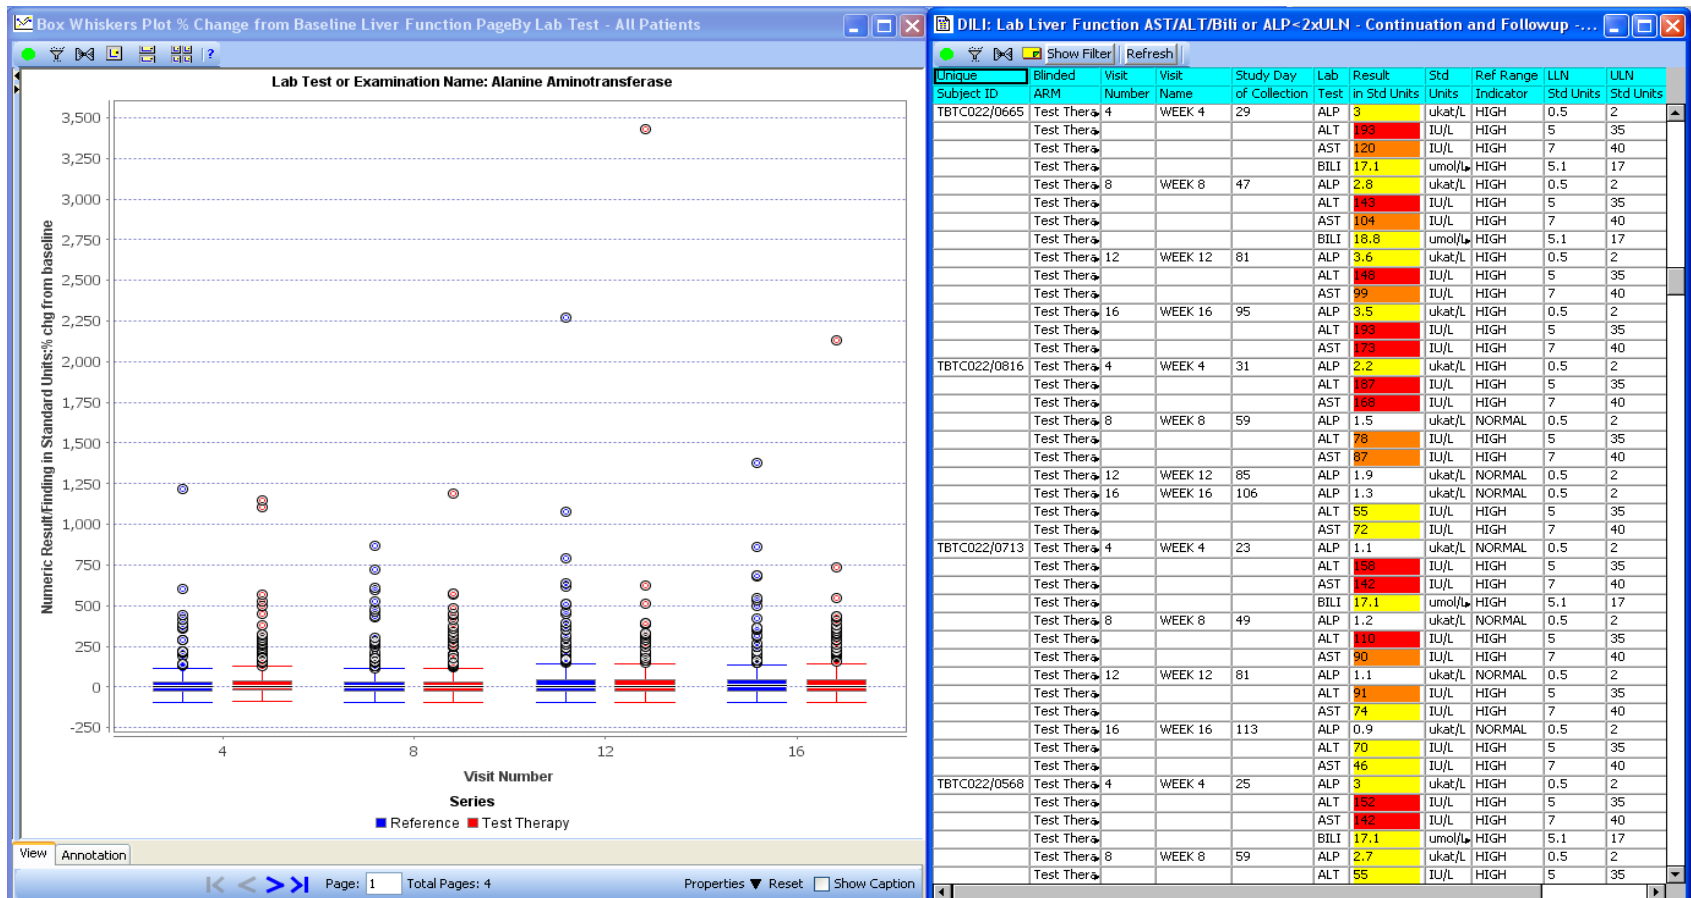 Box Whiskers Plot % Change from Baseline Liver Function PageBy Lab Test - All Patients
Lab Test or Examination Name: Alanine Aminotransferase
Numeric Result/Finding in Standard Units:% chg from baseline
3,500
3,250
3,000
2,750
2,500
2,250
2,000
1,750
1,500
1,250
1,000
750
500
250
0
-250
4 8 12 16
Visit Number
Series
Reference Test Therapy
View Annotation
Page: 1 Total Pages: 4 Properties Reset Show Caption
DILI: Lab Liver Function AST/ALT/Bili or ALP<2xULN - Continuation and Followup -...
Show Filter Refresh
Unique Blinded Visit Visit Study Day Lab Result Std Ref Range LLN ULN
Subject ID ARM Number Name of Collection Test in Std Units Units Indicator Std Units Std Units
TBTC022/0665 Test Thera 4 WEEK 4 29 ALP 3 ukat/L HIGH 0.5 2
Test Thera ALT 193 IU/L HIGH 5 35
Test Thera AST 120 IU/L HIGH 7 40
Test Thera BILI 17.1 umol/L HIGH 5.1 17
Test Thera 8 WEEK 8 47 ALP 2.8 ukat/L HIGH 0.5 2
Test Thera ALT 143 IU/L HIGH 5 35
Test Thera AST 104 IU/L HIGH 7 40
Test Thera BILI 18.8 umol/L HIGH 5.1 17
Test Thera 12 WEEK 12 81 ALP 3.6 ukat/L HIGH 0.5 2
Test Thera ALT 148 IU/L HIGH 5 35
Test Thera AST 99 IU/L HIGH 7 40
Test Thera 16 WEEK 16 95 ALP 3.5 ukat/L HIGH 0.5 2
Test Thera ALT 193 IU/L HIGH 5 35
Test Thera AST 173 IU/L HIGH 7 40
TBTC022/0816 Test Thera 4 WEEK 4 31 ALP 2.2 ukat/L HIGH 0.5 2
Test Thera ALT 187 IU/L HIGH 5 35
Test Thera AST 168 IU/L HIGH 7 40
Test Thera 8 WEEK 8 59 ALP 1.5 ukat/L NORMAL 0.5 2
Test Thera ALT 78 IU/L HIGH 5 35
Test Thera AST 87 IU/L HIGH 7 40
Test Thera 12 WEEK 12 85 ALP 1.9 ukat/L NORMAL 0.5 2
Test Thera 16 WEEK 16 106 ALP 1.3 ukat/L NORMAL 0.5 2
Test Thera ALT 55 IU/L HIGH 5 35
Test Thera AST 72 IU/L HIGH 7 40
TBTC022/0713 Test Thera 4 WEEK 4 23 ALP 1.1 ukat/L NORMAL 0.5 2
Test Thera ALT 158 IU/L HIGH 5 35
Test Thera AST 142 IU/L HIGH 7 40
Test Thera BILI 17.1 umol/L HIGH 5.1 17
Test Thera 8 WEEK 8 49 ALP 1.2 ukat/L NORMAL 0.5 2
Test Thera ALT 110 IU/L HIGH 5 35
Test Thera AST 90 IU/L HIGH 7 40
Test Thera 12 WEEK 12 81 ALP 1.1 ukat/L NORMAL 0.5 2
Test Thera ALT 91 IU/L HIGH 5 35
Test Thera AST 74 IU/L HIGH 7 40
Test Thera 16 WEEK 16 113 ALP 0.9 ukat/L NORMAL 0.5 2
Test Thera ALT 70 IU/L HIGH 5 35
Test Thera AST 46 IU/L HIGH 7 40
TBTC022/0568 Test Thera 4 WEEK 4 25 ALP 3 ukat/L HIGH 0.5 2
Test Thera ALT 152 IU/L HIGH 5 35
Test Thera AST 142 IU/L HIGH 7 40
Test Thera BILI 17.1 umol/L HIGH 5.1 17
Test Thera 8 WEEK 8 59 ALP 2.7 ukat/L HIGH 0.5 2
Test Thera ALT 55 IU/L HIGH 5 35